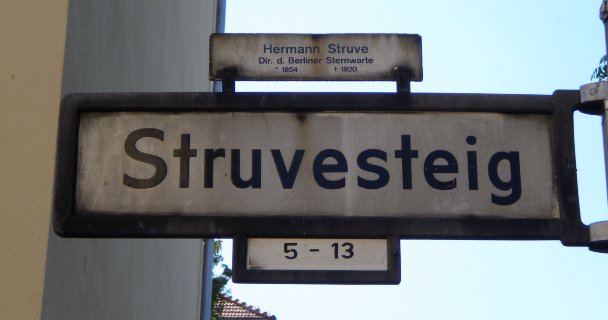 Hermann Struve
Dir. d. Berliner Sternwarte
* 1854 † 1920
Struvesteig
5 - 13